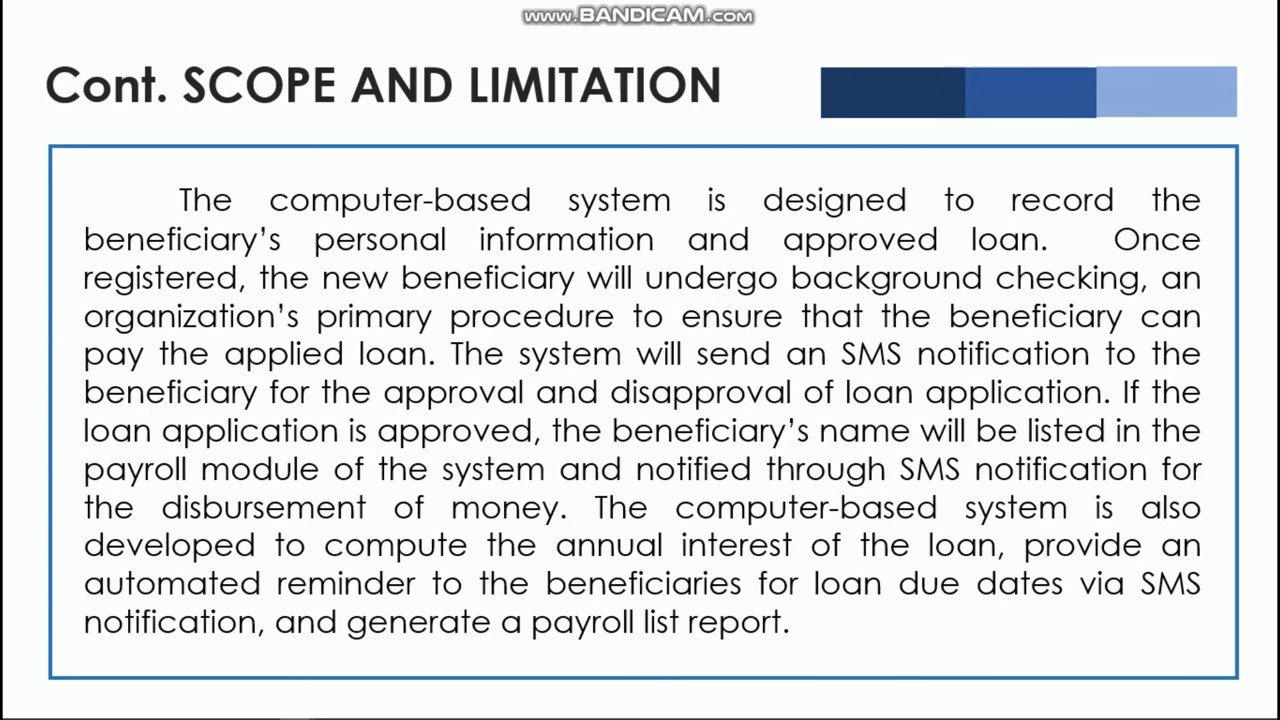 www.BANDICAM.com
Cont. SCOPE AND LIMITATION
The computer-based system is designed to record the
beneficiary's personal information and approved loan. Once
registered, the new beneficiary will undergo background checking, an
organization's primary procedure to ensure that the beneficiary can
pay the applied loan. The system will send an SMS notification to the
beneficiary for the approval and disapproval of loan application. If the
loan application is approved, the beneficiary's name will be listed in the
payroll module of the system and notified through SMS notification for
the disbursement of money. The computer-based system is also
developed to compute the annual interest of the loan, provide an
automated reminder to the beneficiaries for loan due dates via SMS
notification, and generate a payroll list report.